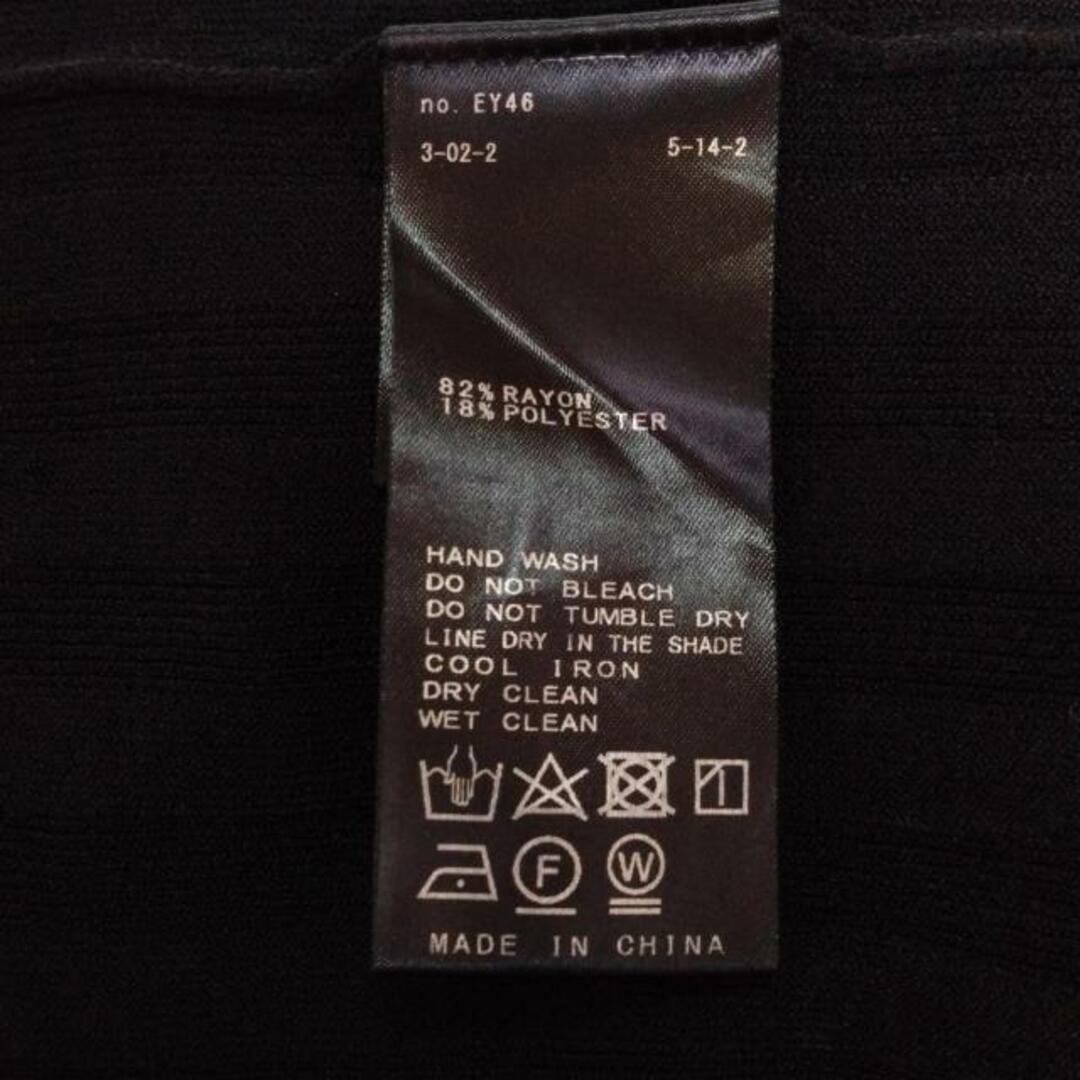 no. EY46
3-02-2 5-14-2
82% RAYON
18% POLYESTER
HAND WASH
DO NOT BLEACH
DO NOT TUMBLE DRY
LINE DRY IN THE SHADE
COOL IRON
DRY CLEAN
WET CLEAN
F W
MADE IN CHINA